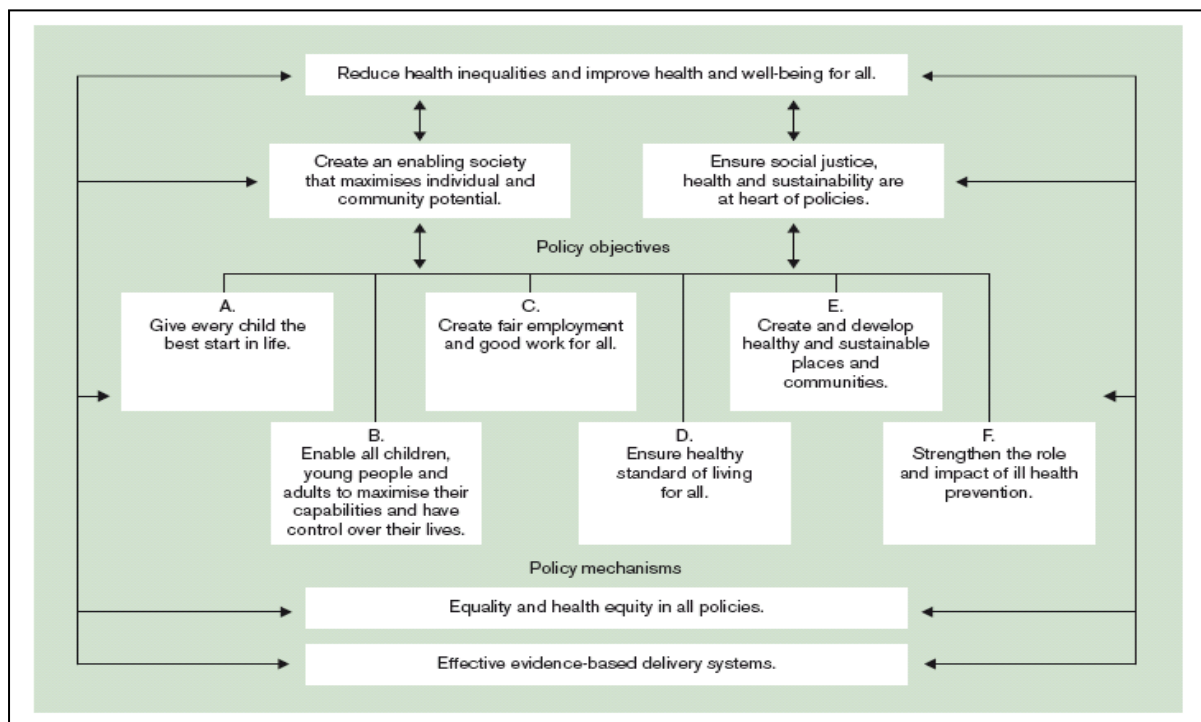 Reduce health inequalities and improve health and well-being for all.
Create an enabling society
that maximises individual and
community potential.
Ensure social justice,
health and sustainability are
at heart of policies.
Policy objectives
A.
Give every child the
best start in life.
C.
Create fair employment
and good work for all.
E.
Create and develop
healthy and sustainable
places and
communities.
B.
Enable all children,
young people and
adults to maximise their
capabilities and have
control over their lives.
D.
Ensure healthy
standard of living
for all.
F.
Strengthen the role
and impact of ill health
prevention.
Policy mechanisms
Equality and health equity in all policies.
Effective evidence-based delivery systems.